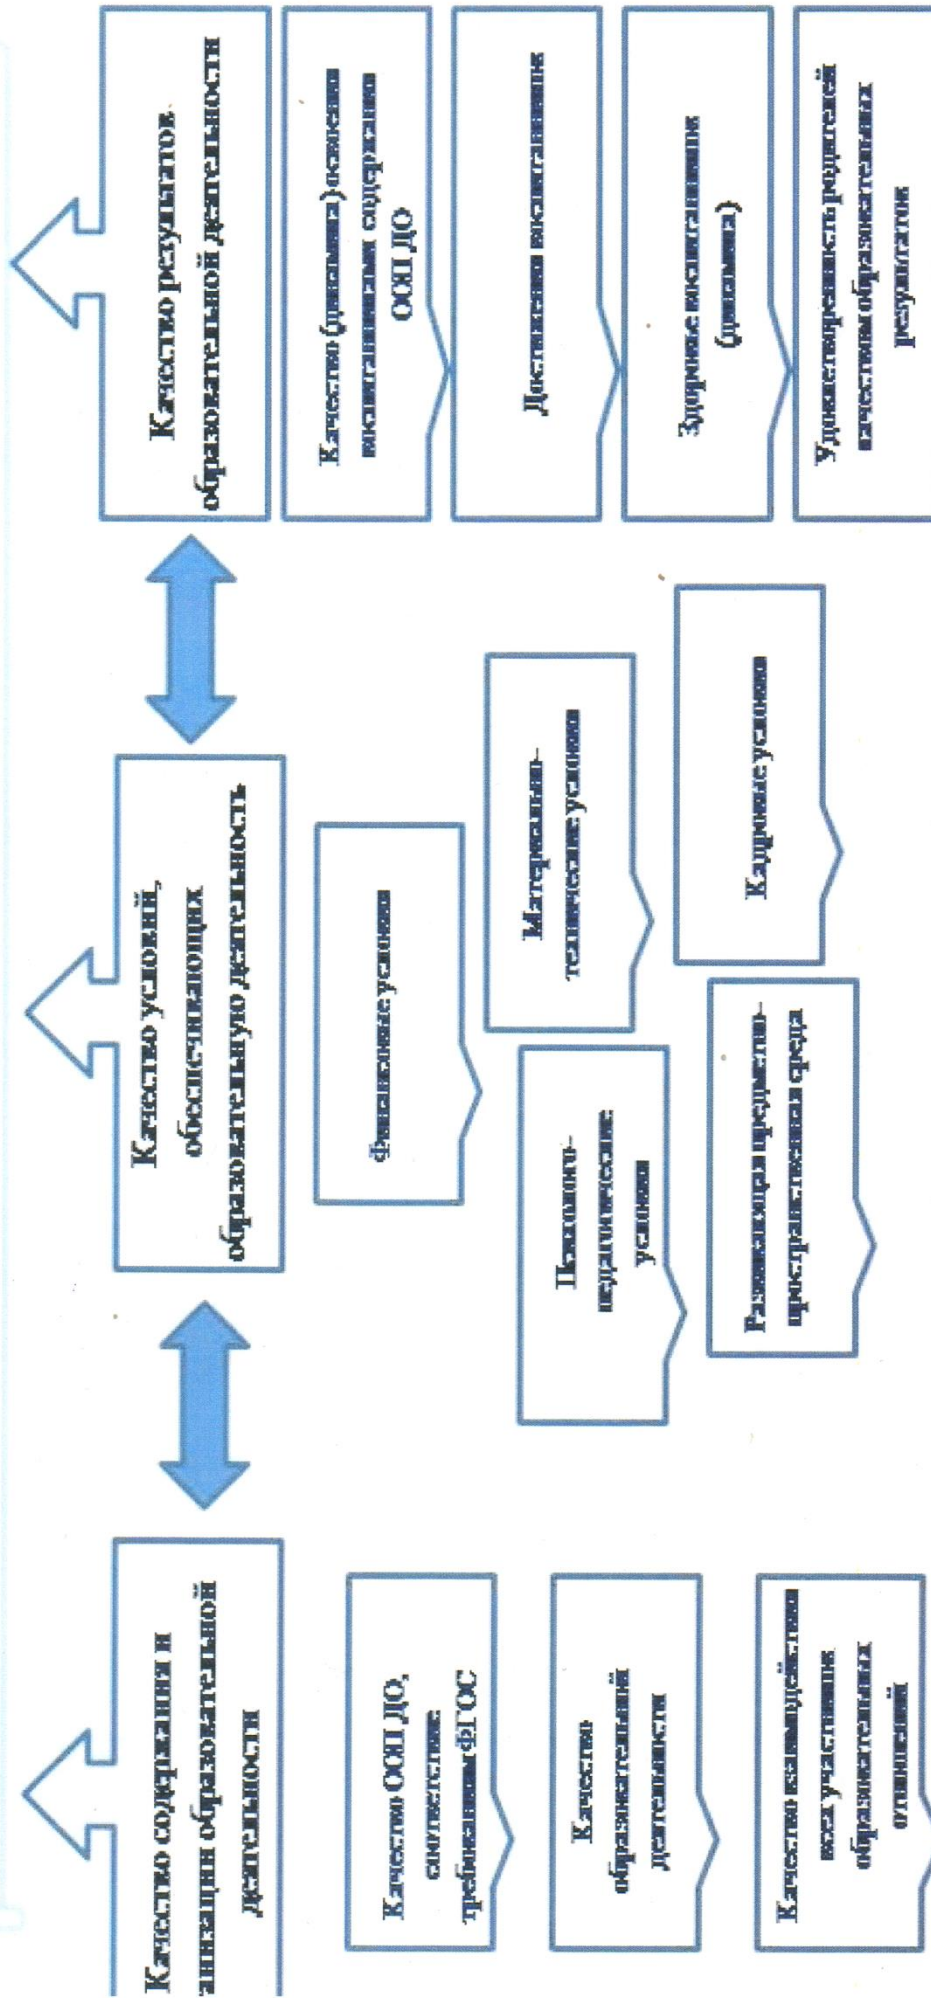 Качество содержания и
анизации образовательной
деятельности
Качество ООП ДО,
соответствие
требованиям ФГОС
Качество
образовательной
деятельности
Качество взаимодействия
всех участников
образовательных
отношений
Качество условий,
обеспечивающих
образовательную деятельность
Финансовые условия
Материально-
технические условия
Психолого-
педагогические
условия
Кадровые условия
Развивающая предметно-
пространственная среда
Качество результатов
образовательной деятельности
Качество (динамика) освоения
воспитанниками содержания
ООП ДО
Достижения воспитанников
Здоровье воспитанников
(динамика)
Удовлетворенность родителей
качеством образовательных
результатов